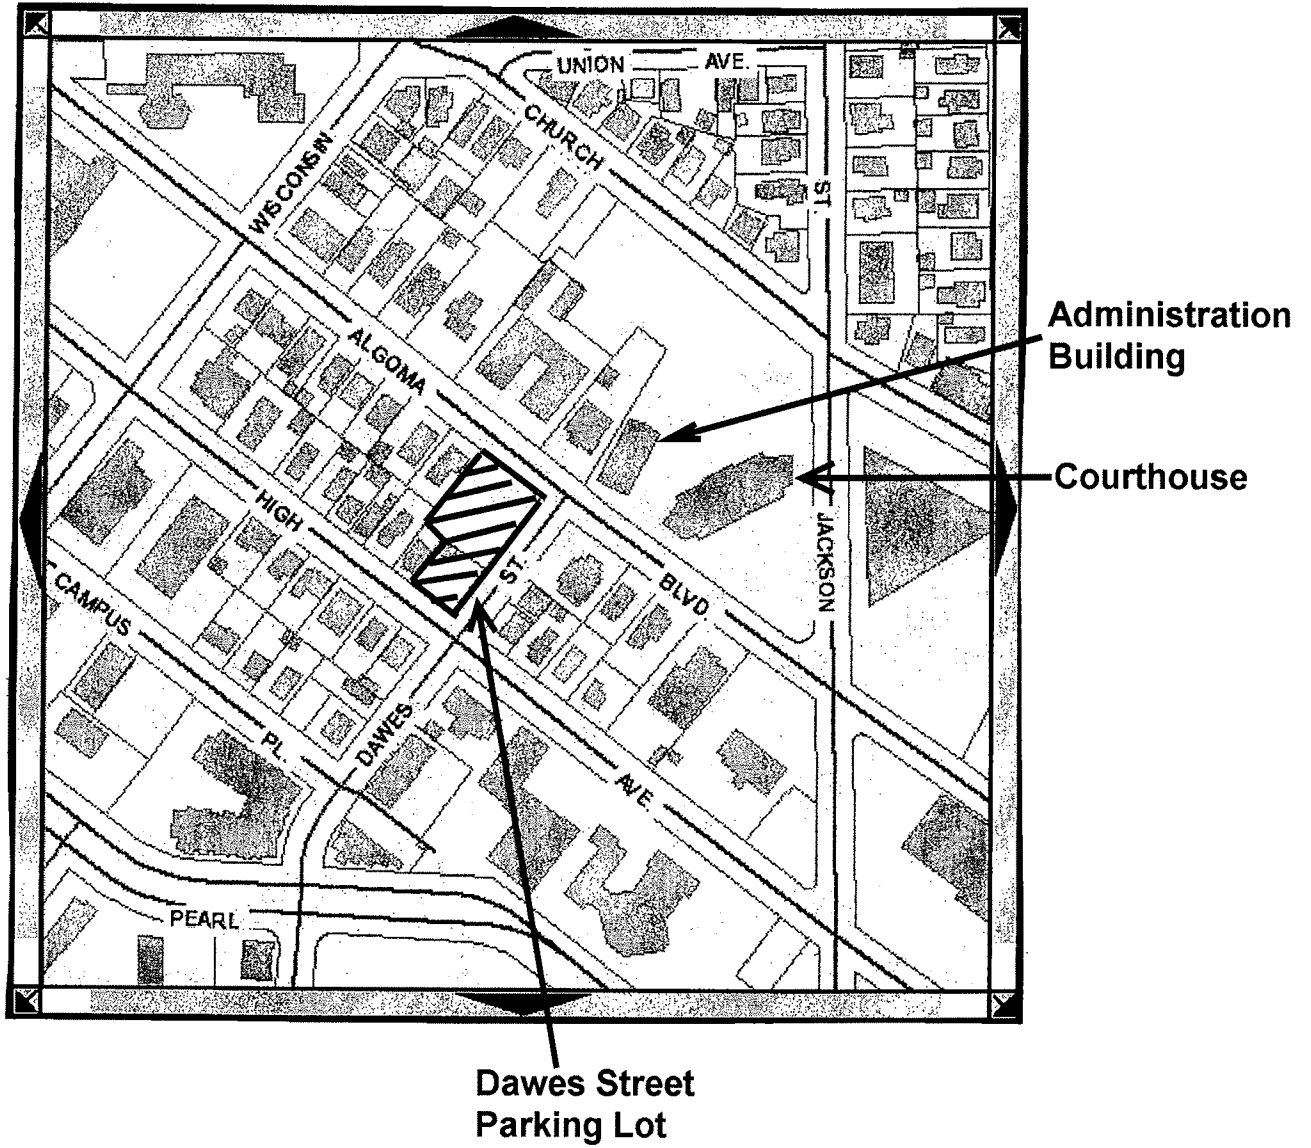 UNION AVE.
CHURCH
WISCONSIN
ST.
Administration
Building
ALGOMA
Courthouse
HIGH
JACKSON
ST.
BLVD.
CAMPUS
DAWES
PL.
AVE.
PEARL
Dawes Street
Parking Lot